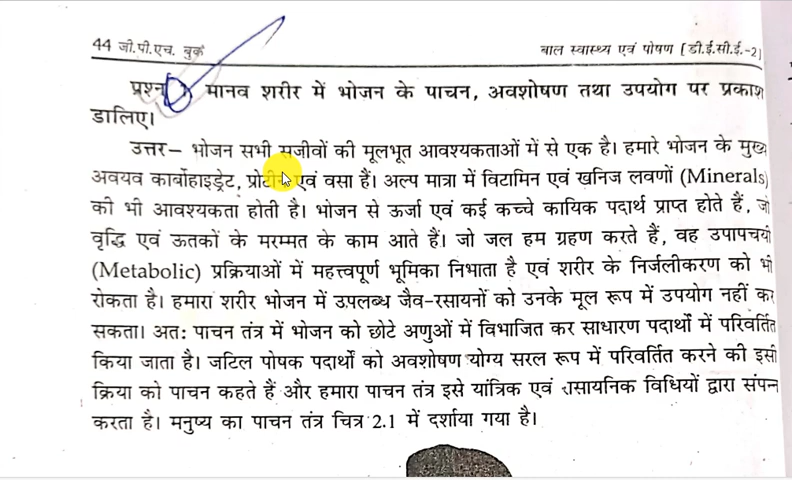 44 जी.पी.एच. बुक
बाल स्वास्थ्य एवं पोषण [डी.ई.सी.ई.-2]
प्रश्न मानव शरीर में भोजन के पाचन, अवशोषण तथा उपयोग पर प्रकाश
डालिए।
उत्तर– भोजन सभी सजीवों की मूलभूत आवश्यकताओं में से एक है। हमारे भोजन के मुख्य
अवयव कार्बोहाइड्रेट, प्रोटीन एवं वसा हैं। अल्प मात्रा में विटामिन एवं खनिज लवणों (Minerals)
की भी आवश्यकता होती है। भोजन से ऊर्जा एवं कई कच्चे कायिक पदार्थ प्राप्त होते हैं, जो
वृद्धि एवं ऊतकों के मरम्मत के काम आते हैं। जो जल हम ग्रहण करते हैं, वह उपापचयी
(Metabolic) प्रक्रियाओं में महत्त्वपूर्ण भूमिका निभाता है एवं शरीर के निर्जलीकरण को भी
रोकता है। हमारा शरीर भोजन में उपलब्ध जैव-रसायनों को उनके मूल रूप में उपयोग नहीं कर
सकता। अतः पाचन तंत्र में भोजन को छोटे अणुओं में विभाजित कर साधारण पदार्थों में परिवर्तित
किया जाता है। जटिल पोषक पदार्थों को अवशोषण योग्य सरल रूप में परिवर्तित करने की इसी
क्रिया को पाचन कहते हैं और हमारा पाचन तंत्र इसे यांत्रिक एवं रासायनिक विधियों द्वारा संपन्न
करता है। मनुष्य का पाचन तंत्र चित्र 2.1 में दर्शाया गया है।